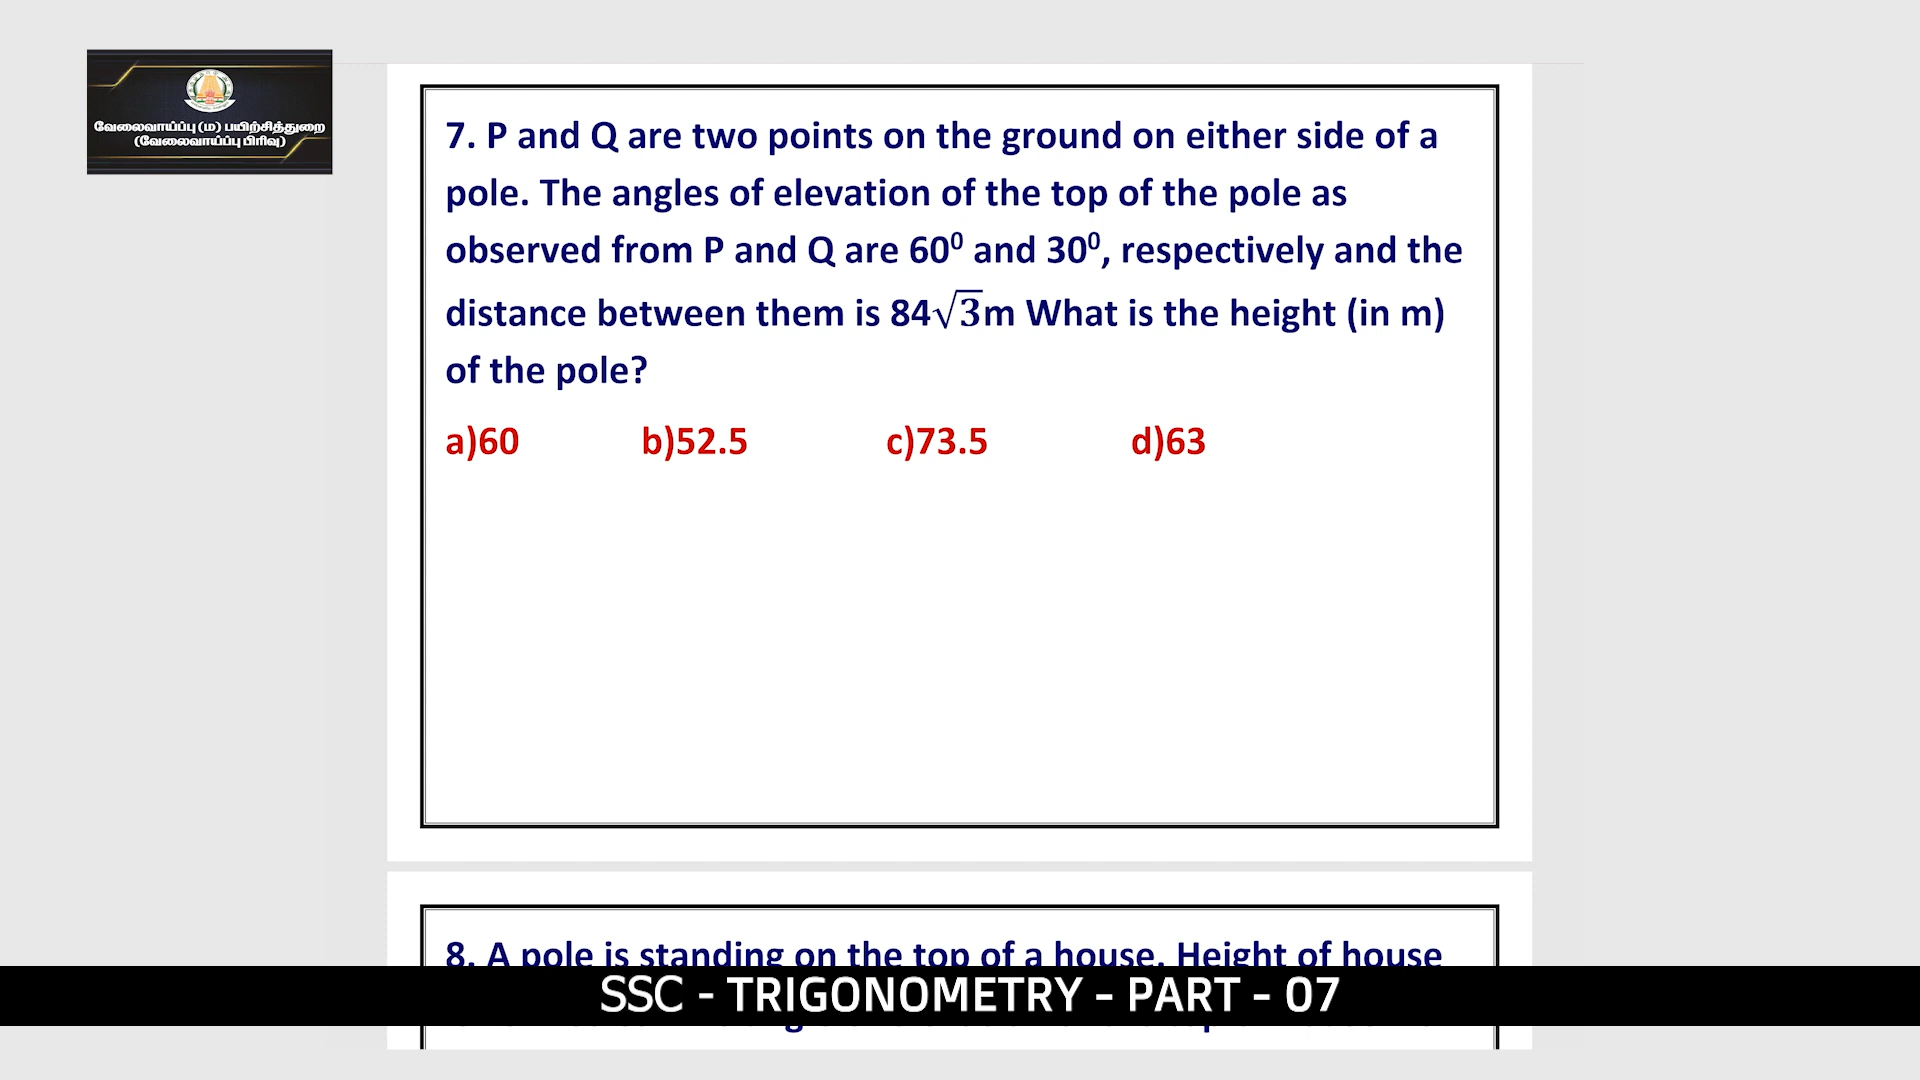 வேலைவாய்ப்பு (ம) பயிற்சித்துறை
(வேலைவாய்ப்பு பிரிவு)
7. P and Q are two points on the ground on either side of a
pole. The angles of elevation of the top of the pole as
observed from P and Q are 60⁰ and 30⁰, respectively and the
distance between them is 84√3m What is the height (in m)
of the pole?
a)60 b)52.5 c)73.5 d)63
8. A pole is standing on the top of a house. Height of house
SSC - TRIGONOMETRY - PART - 07